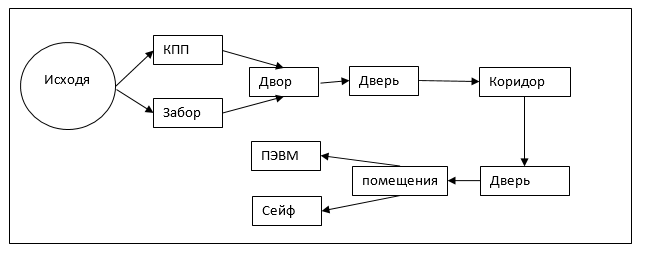 Исходя
КПП
Забор
Двор
Дверь
Коридор
Дверь
помещения
ПЭВМ
Сейф